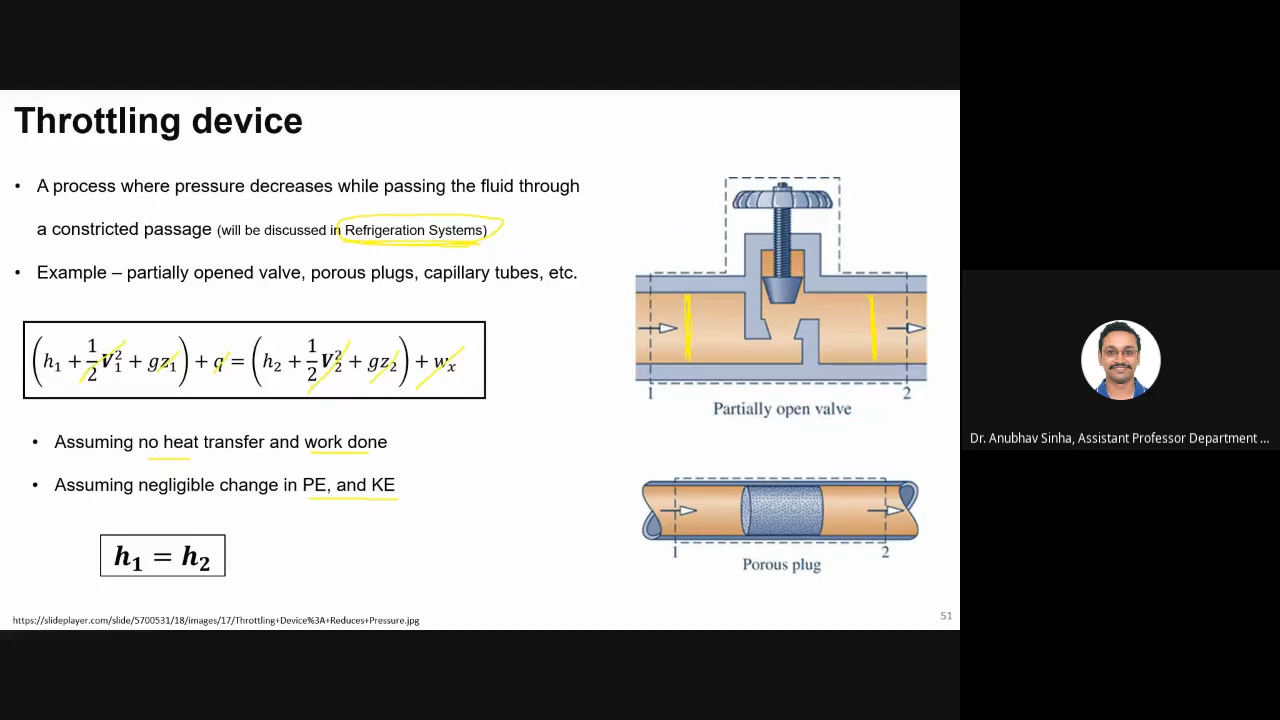 Throttling device
• A process where pressure decreases while passing the fluid through
a constricted passage (will be discussed in Refrigeration Systems)
• Example – partially opened valve, porous plugs, capillary tubes, etc.
(h₁ + 1/2 V₁² + gz₁) + q = (h₂ + 1/2 V₂² + gz₂) + wₓ
• Assuming no heat transfer and work done
• Assuming negligible change in PE, and KE
h₁ = h₂
https://slideplayer.com/slide/5700531/18/images/17/Throttling+Device%3A+Reduces+Pressure.jpg
1
2
Partially open valve
1
2
Porous plug
51
Dr. Anubhav Sinha, Assistant Professor Department ...